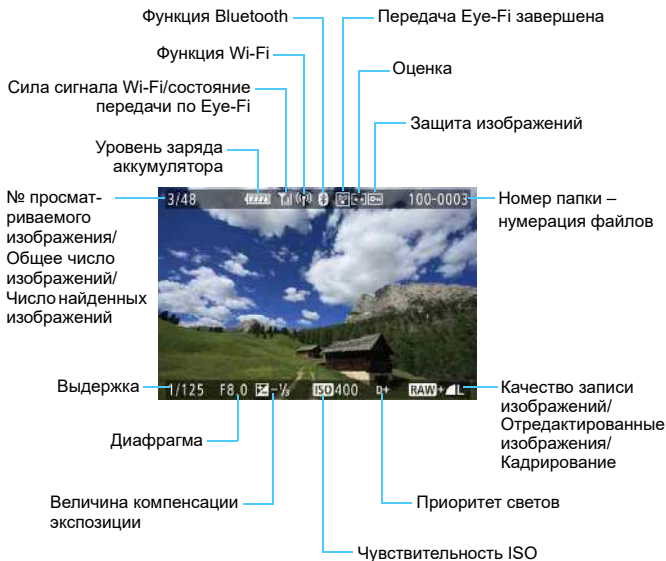 Функция Bluetooth
Передача Eye-Fi завершена
Функция Wi-Fi
Оценка
Сила сигнала Wi-Fi/состояние
передачи по Eye-Fi
Защита изображений
Уровень заряда
аккумулятора
№ просмат-
риваемого
изображения/
Общее число
изображений/
Число найденных
изображений
3/48
100-0003
Номер папки –
нумерация файлов
Выдержка
1/125 F8.0 -⅓ ISO 400 D+ RAW+L
Качество записи
изображений/
Отредактированные
изображения/
Кадрирование
Диафрагма
Величина компенсации
экспозиции
Приоритет светов
Чувствительность ISO